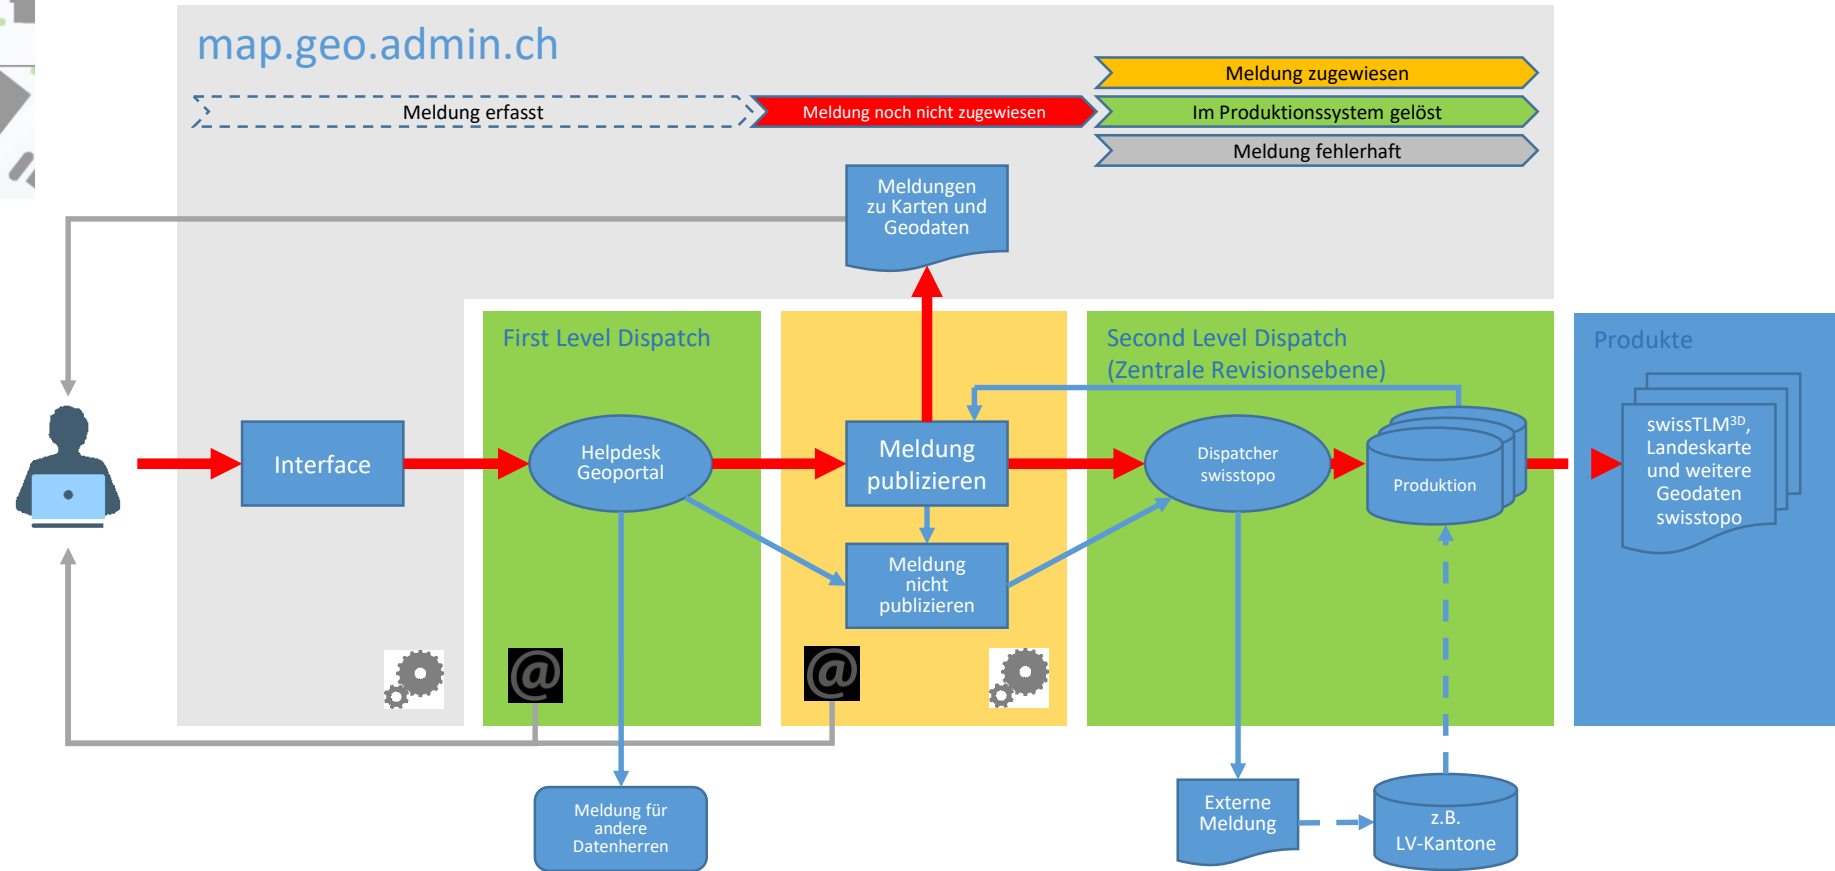 map.geo.admin.ch
Meldung zugewiesen
Meldung erfasst
Meldung noch nicht zugewiesen
Im Produktionssystem gelöst
Meldung fehlerhaft
Meldungen
zu Karten und
Geodaten
First Level Dispatch
Second Level Dispatch
(Zentrale Revisionsebene)
Produkte
Interface
Helpdesk
Geoportal
Meldung
publizieren
Dispatcher
swisstopo
Produktion
swissTLM3D,
Landeskarte
und weitere
Geodaten
swisstopo
Meldung
nicht
publizieren
@
@
Meldung für
andere
Datenherren
Externe
Meldung
z.B.
LV-Kantone